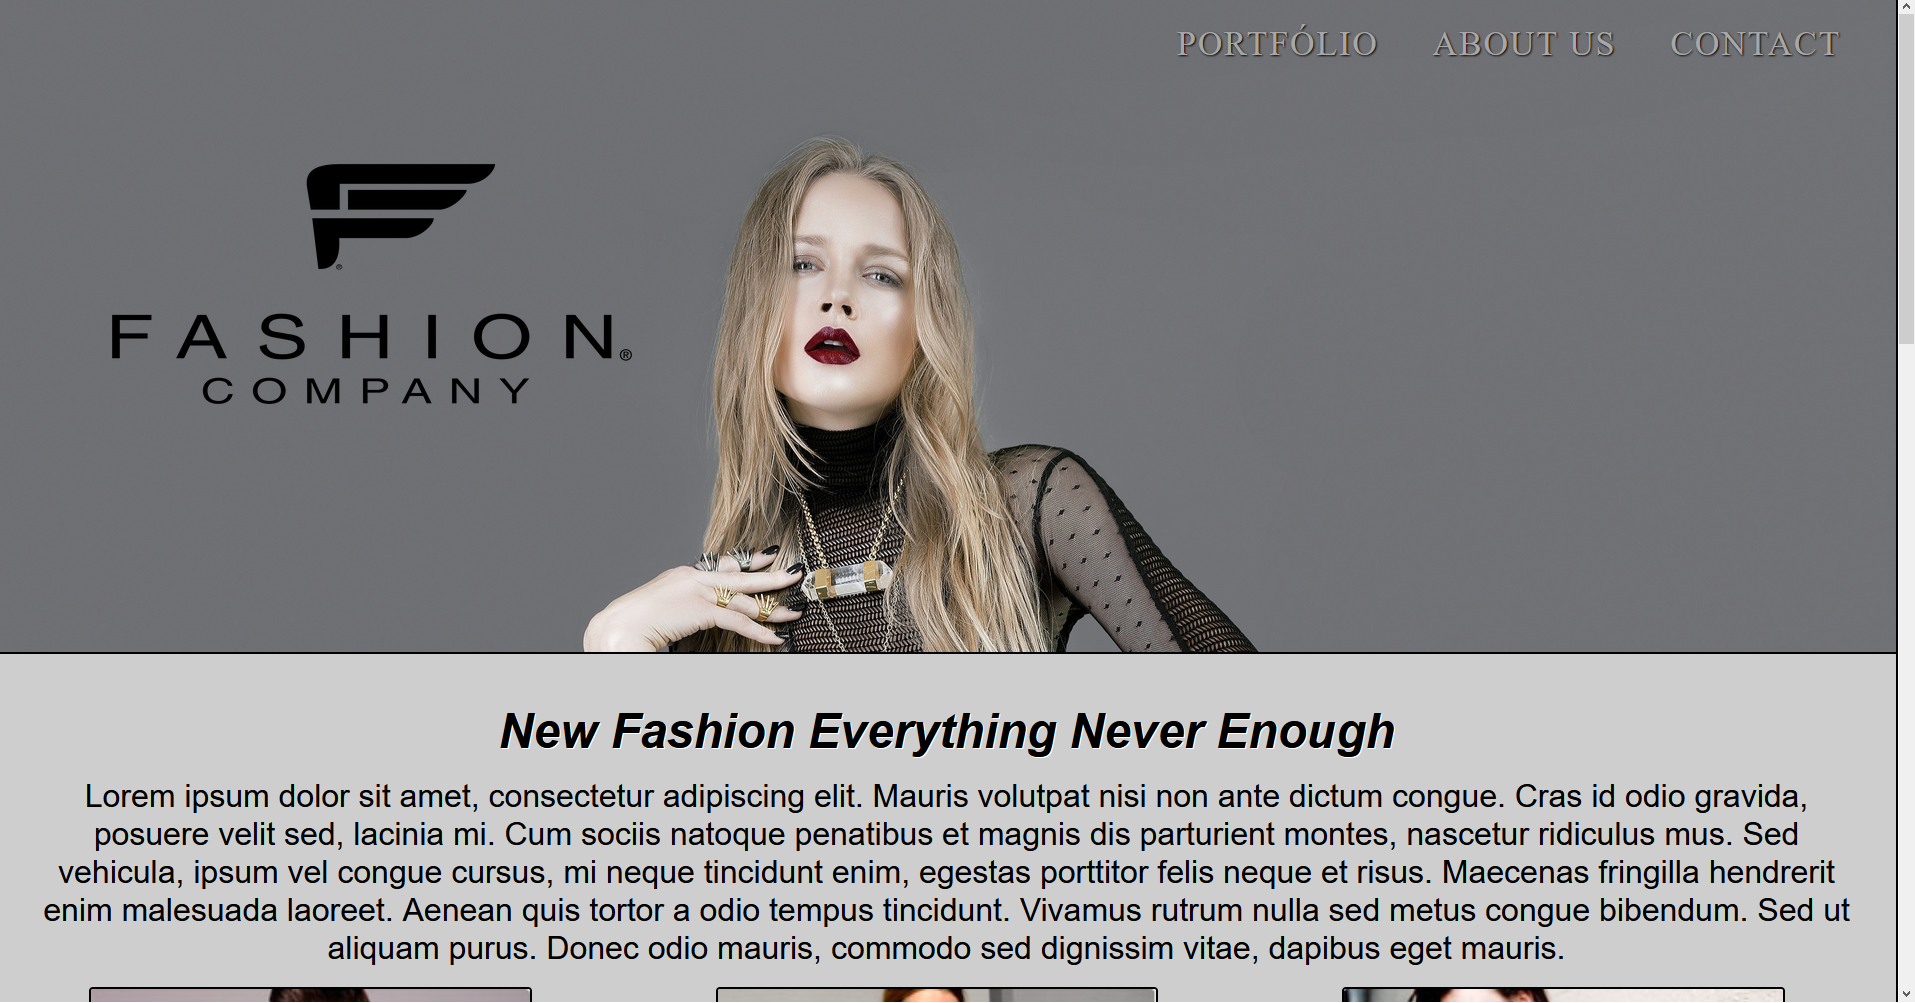 PORTFÓLIO ABOUT US CONTACT
FASHION®
COMPANY
New Fashion Everything Never Enough
Lorem ipsum dolor sit amet, consectetur adipiscing elit. Mauris volutpat nisi non ante dictum congue. Cras id odio gravida,
posuere velit sed, lacinia mi. Cum sociis natoque penatibus et magnis dis parturient montes, nascetur ridiculus mus. Sed
vehicula, ipsum vel congue cursus, mi neque tincidunt enim, egestas porttitor felis neque et risus. Maecenas fringilla hendrerit
enim malesuada laoreet. Aenean quis tortor a odio tempus tincidunt. Vivamus rutrum nulla sed metus congue bibendum. Sed ut
aliquam purus. Donec odio mauris, commodo sed dignissim vitae, dapibus eget mauris.